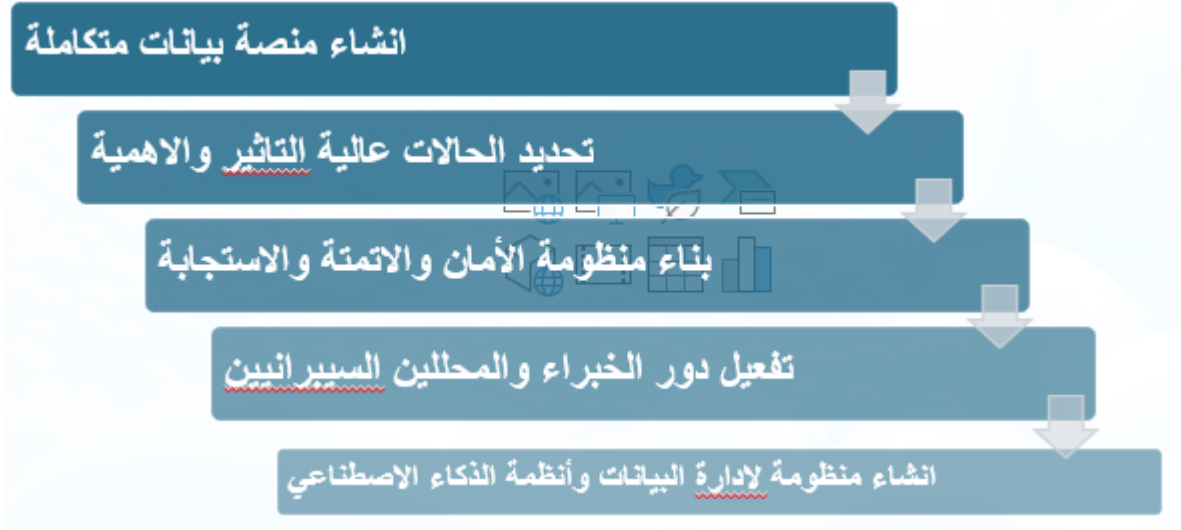 انشاء منصة بيانات متكاملة
تحديد الحالات عالية التاثير والاهمية
بناء منظومة الأمان والاتمتة والاستجابة
تفعيل دور الخبراء والمحللين السيبرانيين
انشاء منظومة لإدارة البيانات وأنظمة الذكاء الاصطناعي